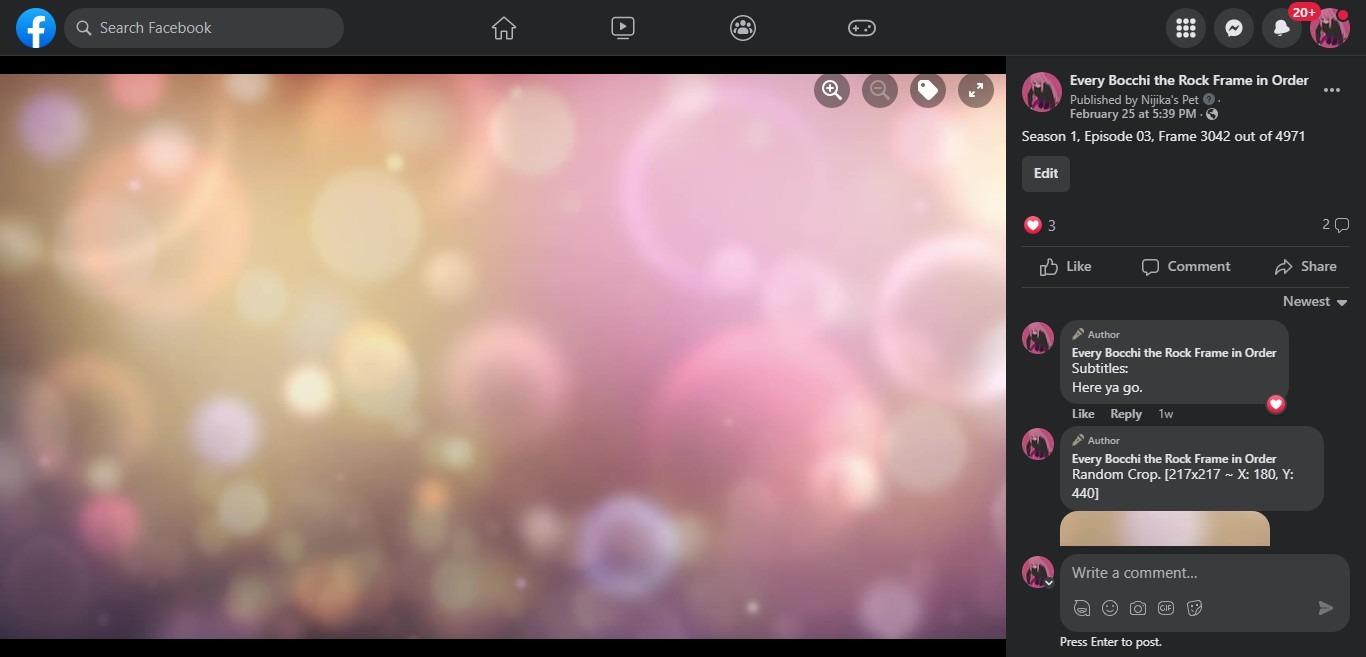 Search Facebook
20+
Every Bocchi the Rock Frame in Order
Published by Nijika's Pet ·
February 25 at 5:39 PM ·
Season 1, Episode 03, Frame 3042 out of 4971
Edit
3
2
Like
Comment
Share
Newest
Author
Every Bocchi the Rock Frame in Order
Subtitles:
Here ya go.
Like Reply 1w
Author
Every Bocchi the Rock Frame in Order
Random Crop. [217x217 ~ X: 180, Y:
440]
Write a comment...
GIF
Press Enter to post.